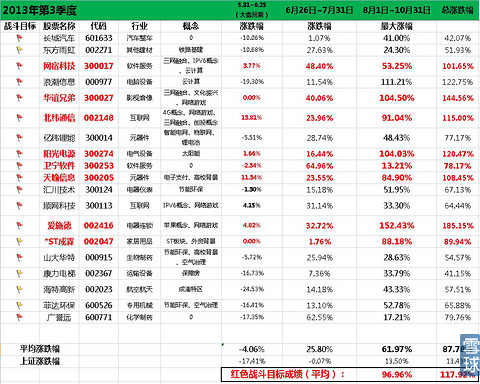 2013年第3季度 5.31—6.25 6月26日~7月31日 8月1日~10月31日 总涨跌幅
(大盘回调)
战斗目标 股票名称 代码 行业 概念 涨跌幅 涨跌幅 最大涨幅
长城汽车 601633 汽车整车 -10.06% 1.07% 41.00% 42.07%
东方雨虹 002271 其他建材 铁路基建 -10.68% 27.63% 24.30% 51.93%
网宿科技 300017 软件服务 三网融合、IPV6概念、云计算 3.77% 48.40% 53.25% 101.65%
浪潮信息 000977 电脑设备 云计算 -19.30% 11.54% 111.21% 122.75%
华谊兄弟 300027 影视音像 三网融合、文化振兴、网络游戏 0.00% 40.06% 104.50% 144.56%
北纬通信 002148 互联网 4G概念、网络游戏、三网融合、创投概念 13.81% 23.96% 91.04% 115.00%
亿纬锂能 300014 元器件 智能电网、物联网、锂电池 -5.51% 28.74% 48.43% 77.17%
阳光电源 300274 电气设备 太阳能 1.66% 16.44% 104.03% 120.47%
卫宁软件 300253 软件服务 -2.34% 64.96% 13.21% 78.17%
天喻信息 300205 元器件 电子支付、高校背景 11.34% 23.55% 84.90% 108.45%
汇川技术 300124 电器仪表 节能环保 -1.30% 15.18% 51.95% 67.13%
顺网科技 300113 互联网 IPV6概念、网络游戏 4.15% 31.14% 33.30% 64.44%
爱施德 002416 电器连锁 苹果概念、网络游戏 4.82% 32.72% 152.43% 185.15%
*ST成霖 002047 家居用品 ST板块、外资背景 0.00% 1.76% 88.18% 89.94%
山大华特 000915 生物制药 节能环保、高校背景、空气治理 -5.72% 25.94% 28.63% 54.57%
康力电梯 002367 运输设备 保障房 -16.73% 7.36% 33.79% 41.15%
海特高新 002023 航空航天 成渝特区 -24.53% 14.18% 43.33% 57.51%
菲达环保 600526 专用机械 节能环保、空气治理 -16.41% 13.10% 52.78% 65.88%
广誉远 600771 化学制药 -17.35% 62.55% 17.21% 79.76%
平均涨跌幅 -4.06% 25.80% 61.97% 87.7
上证涨跌幅 -17.41% -0.07% 13.50% 13.4
红色战斗目标成绩（平均）： 96.96% 117.92%
雪球